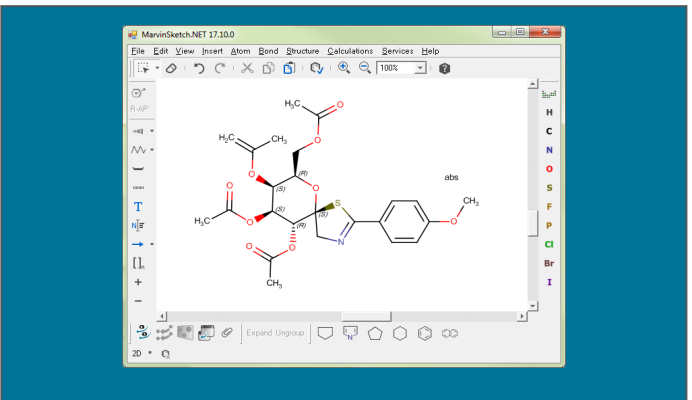 MarvinSketch.NET 17.10.0
File Edit View Insert Atom Bond Structure Calculations Services Help
100%
R-AP
H
C
N
O
S
F
P
Cl
Br
I
T
N
[ ]n
H3C
O
O
H2C
CH3
O
(R)
(S)
O
O
abs
H3C
O
(S)
(R)
(S)
S
N
O
CH3
O
O
CH3
Expand Ungroup
N
2D